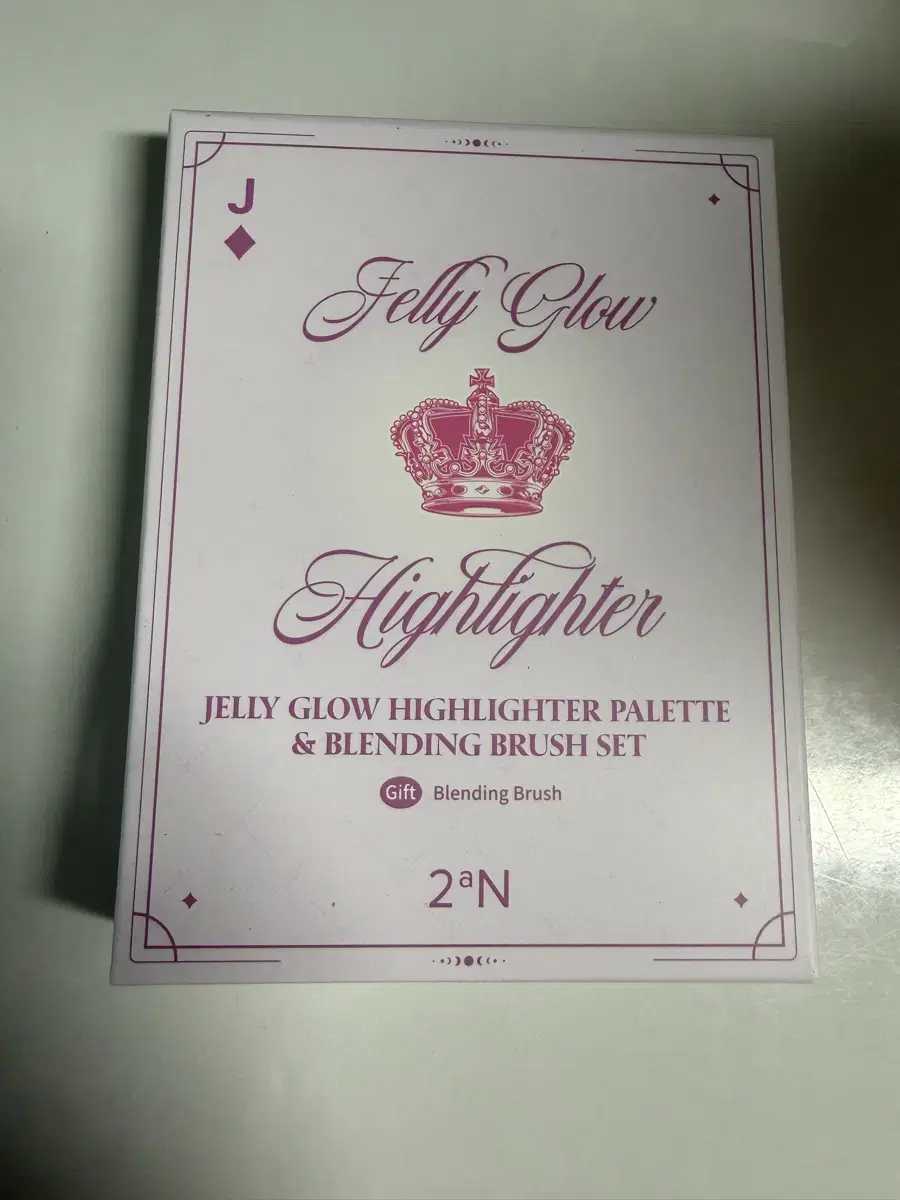 J
Jelly Glow
Highlighter
JELLY GLOW HIGHLIGHTER PALETTE
& BLENDING BRUSH SET
Gift Blending Brush
2ªN